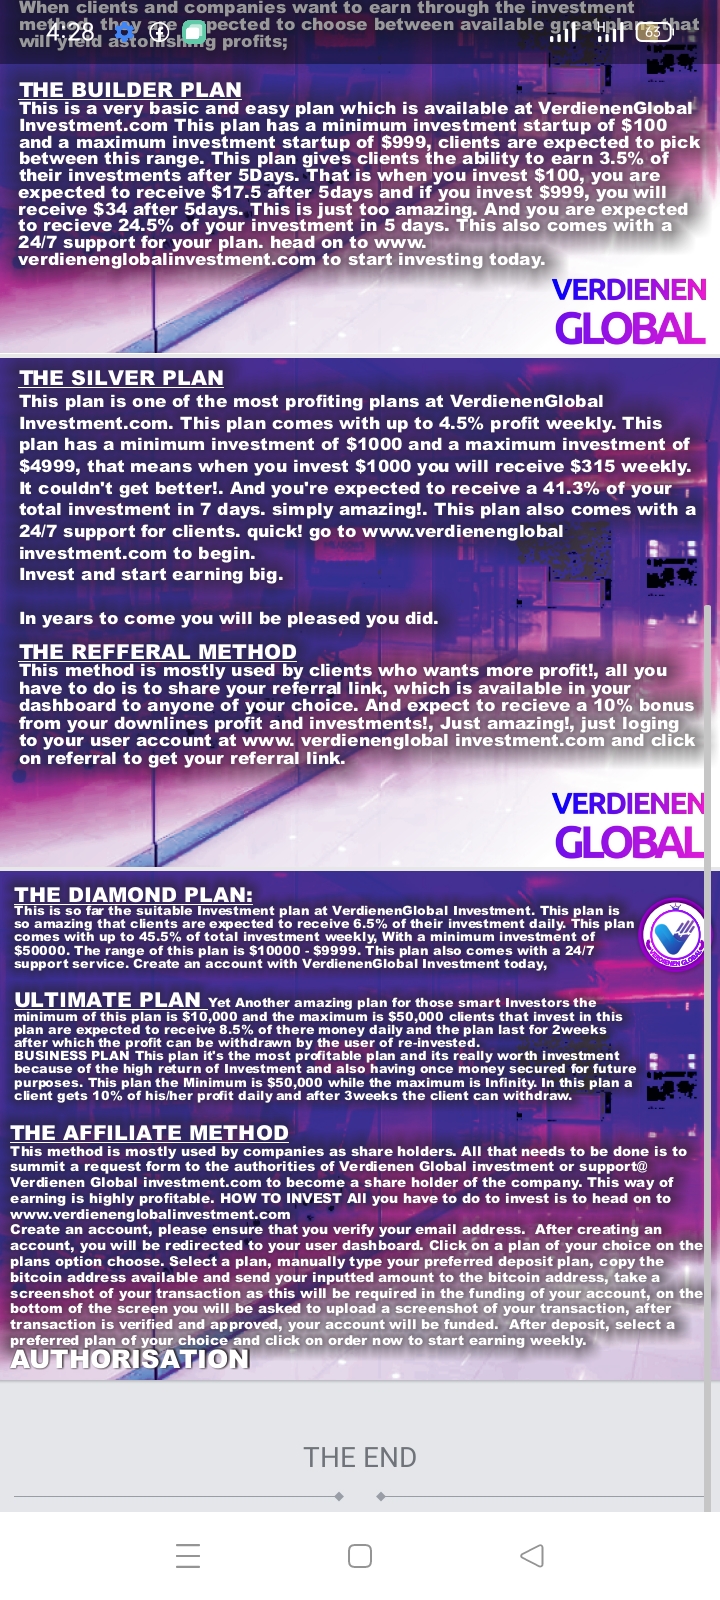 When clients and companies want to earn through the investment
method they are expected to choose between available great plans that
will yield astonishing profits;
4:28
63
THE BUILDER PLAN
This is a very basic and easy plan which is available at VerdienenGlobal
Investment.com This plan has a minimum investment startup of $100
and a maximum investment startup of $999, clients are expected to pick
between this range. This plan gives clients the ability to earn 3.5% of
their investments after 5Days. That is when you invest $100, you are
expected to receive $17.5 after 5days and if you invest $999, you will
receive $34 after 5days. This is just too amazing. And you are expected
to recieve 24.5% of your investment in 5 days. This also comes with a
24/7 support for your plan. head on to www.
verdienenglobalinvestment.com to start investing today.
VERDIENEN
GLOBAL
THE SILVER PLAN
This plan is one of the most profiting plans at VerdienenGlobal
Investment.com. This plan comes with up to 4.5% profit weekly. This
plan has a minimum investment of $1000 and a maximum investment of
$4999, that means when you invest $1000 you will receive $315 weekly.
It couldn't get better!. And you're expected to receive a 41.3% of your
total investment in 7 days. simply amazing!. This plan also comes with a
24/7 support for clients. quick! go to www.verdienenglobal
investment.com to begin.
Invest and start earning big.
In years to come you will be pleased you did.
THE REFFERAL METHOD
This method is mostly used by clients who wants more profit!, all you
have to do is to share your referral link, which is available in your
dashboard to anyone of your choice. And expect to recieve a 10% bonus
from your downlines profit and investments!, Just amazing!, just loging
to your user account at www. verdienenglobal investment.com and click
on referral to get your referral link.
VERDIENEN
GLOBAL
THE DIAMOND PLAN:
This is so far the suitable Investment plan at VerdienenGlobal Investment. This plan is
so amazing that clients are expected to receive 6.5% of their investment daily. This plan
comes with up to 45.5% of total investment weekly, With a minimum investment of
$50000. The range of this plan is $10000 - $9999. This plan also comes with a 24/7
support service. Create an account with VerdienenGlobal Investment today,
ULTIMATE PLAN Yet Another amazing plan for those smart Investors the
minimum of this plan is $10,000 and the maximum is $50,000 clients that invest in this
plan are expected to receive 8.5% of there money daily and the plan last for 2weeks
after which the profit can be withdrawn by the user of re-invested.
BUSINESS PLAN This plan it's the most profitable plan and its really worth investment
because of the high return of Investment and also having once money secured for future
purposes. This plan the Minimum is $50,000 while the maximum is Infinity. In this plan a
client gets 10% of his/her profit daily and after 3weeks the client can withdraw.
THE AFFILIATE METHOD
This method is mostly used by companies as share holders. All that needs to be done is to
summit a request form to the authorities of Verdienen Global investment or support@
Verdienen Global investment.com to become a share holder of the company. This way of
earning is highly profitable. HOW TO INVEST All you have to do to invest is to head on to
www.verdienenglobalinvestment.com
Create an account, please ensure that you verify your email address. After creating an
account, you will be redirected to your user dashboard. Click on a plan of your choice on the
plans option choose. Select a plan, manually type your preferred deposit plan, copy the
bitcoin address available and send your inputted amount to the bitcoin address, take a
screenshot of your transaction as this will be required in the funding of your account, on the
bottom of the screen you will be asked to upload a screenshot of your transaction, after
transaction is verified and approved, your account will be funded. After deposit, select a
preferred plan of your choice and click on order now to start earning weekly.
AUTHORISATION
THE END